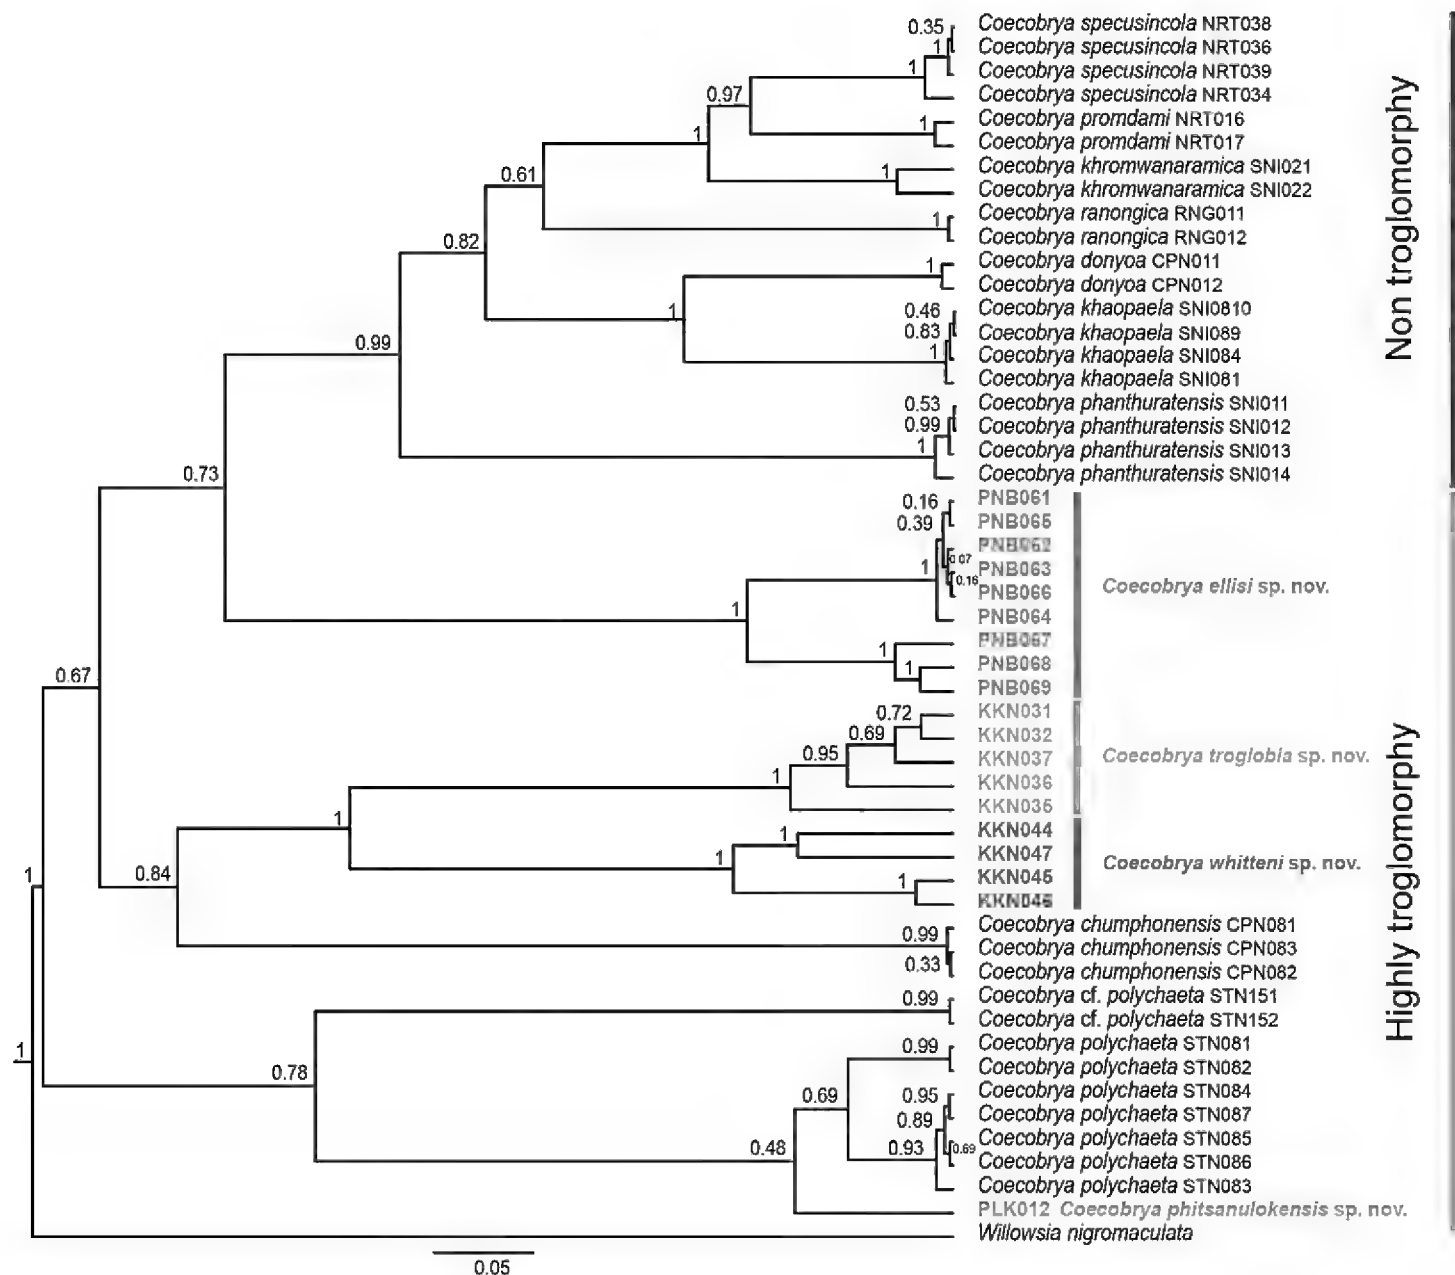 0.35
Coecobrya specusincola NRT038
1
Coecobrya specusincola NRT036
1
Coecobrya specusincola NRT039
0.97
Coecobrya specusincola NRT034
1
Coecobrya promdami NRT016
1
Coecobrya promdami NRT017
1
Coecobrya khromwanaramica SNI021
0.61
Coecobrya khromwanaramica SNI022
1
Coecobrya ranongica RNG011
0.82
Coecobrya ranongica RNG012
1
Coecobrya donyoa CPN011
Coecobrya donyoa CPN012
1
0.46
Coecobrya khaopaela SNI0810
0.83
Coecobrya khaopaela SNI089
0.99
1
Coecobrya khaopaela SNI084
Coecobrya khaopaela SNI081
0.53
Coecobrya phanthuratensis SNI011
0.99
Coecobrya phanthuratensis SNI012
1
Coecobrya phanthuratensis SNI013
0.73
Coecobrya phanthuratensis SNI014
Non troglomorphy
0.16
PNB061
0.39
PNB065
PNB062
0.07
1
PNB063
0.16
PNB066
Coecobrya ellisi sp. nov.
1
PNB064
1
PNB067
1
PNB068
0.67
PNB069
0.72
KKN031
0.69
KKN032
0.95
KKN037
Coecobrya troglobia sp. nov.
1
KKN036
KKN035
1
1
KKN044
1
KKN047
Coecobrya whitteni sp. nov.
0.84
1
KKN045
KKN046
1
0.99
Coecobrya chumphonensis CPN081
Coecobrya chumphonensis CPN083
0.33
Coecobrya chumphonensis CPN082
0.99
Coecobrya cf. polychaeta STN151
Coecobrya cf. polychaeta STN152
1
0.99
Coecobrya polychaeta STN081
0.78
Coecobrya polychaeta STN082
0.69
0.95
Coecobrya polychaeta STN084
0.89
Coecobrya polychaeta STN087
0.48
0.93
0.69
Coecobrya polychaeta STN085
Coecobrya polychaeta STN086
Coecobrya polychaeta STN083
PLK012 Coecobrya phitsanulokensis sp. nov.
Willowsia nigromaculata
Highly troglomorphy
0.05